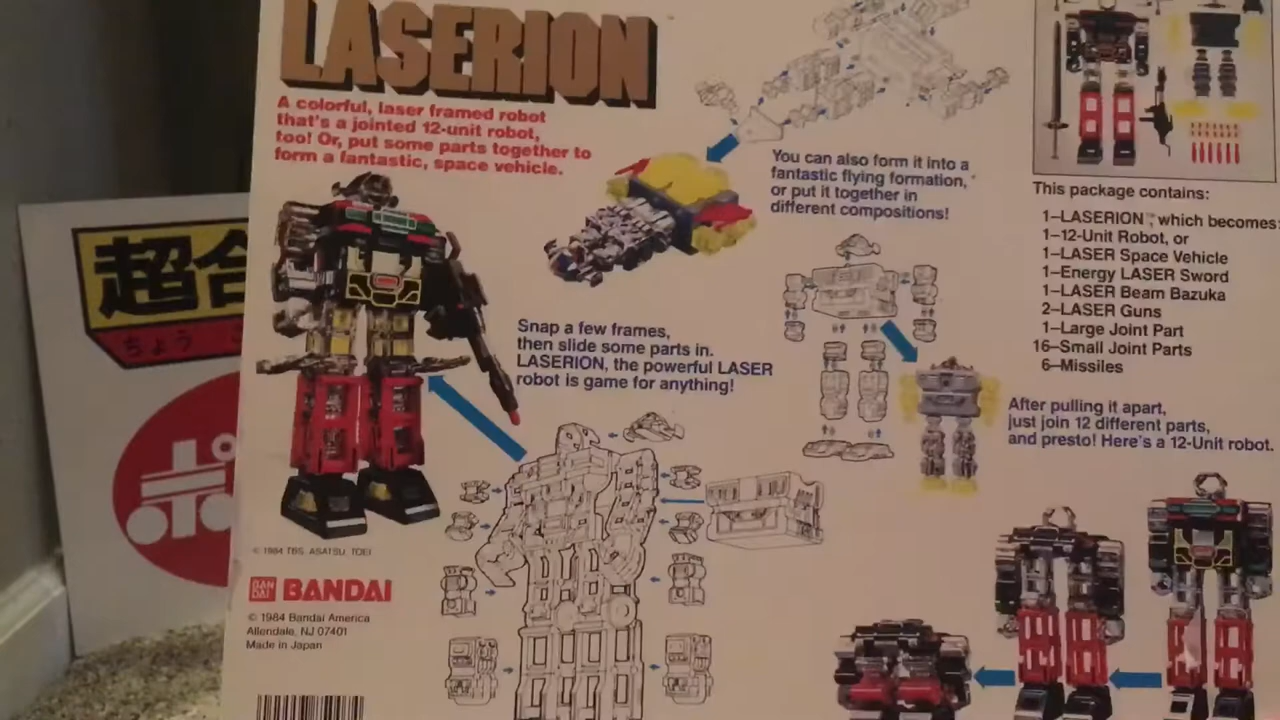 LASERION
A colorful, laser framed robot
that's a jointed 12-unit robot,
too! Or, put some parts together to
form a fantastic, space vehicle.
You can also form it into a
fantastic flying formation,
or put it together in
different compositions!
This package contains:
1–LASERION, which becomes:
1–12-Unit Robot, or
1–LASER Space Vehicle
1–Energy LASER Sword
1–LASER Beam Bazuka
2–LASER Guns
1–Large Joint Part
16–Small Joint Parts
6–Missiles
Snap a few frames,
then slide some parts in.
LASERION, the powerful LASER
robot is game for anything!
After pulling it apart,
just join 12 different parts,
and presto! Here's a 12-Unit robot.
© 1984 TBS, ASATSU, TOEI
BAN DAI BANDAI
© 1984 Bandai America
Allendale, NJ 07401
Made in Japan
超合
ちょう
ポ